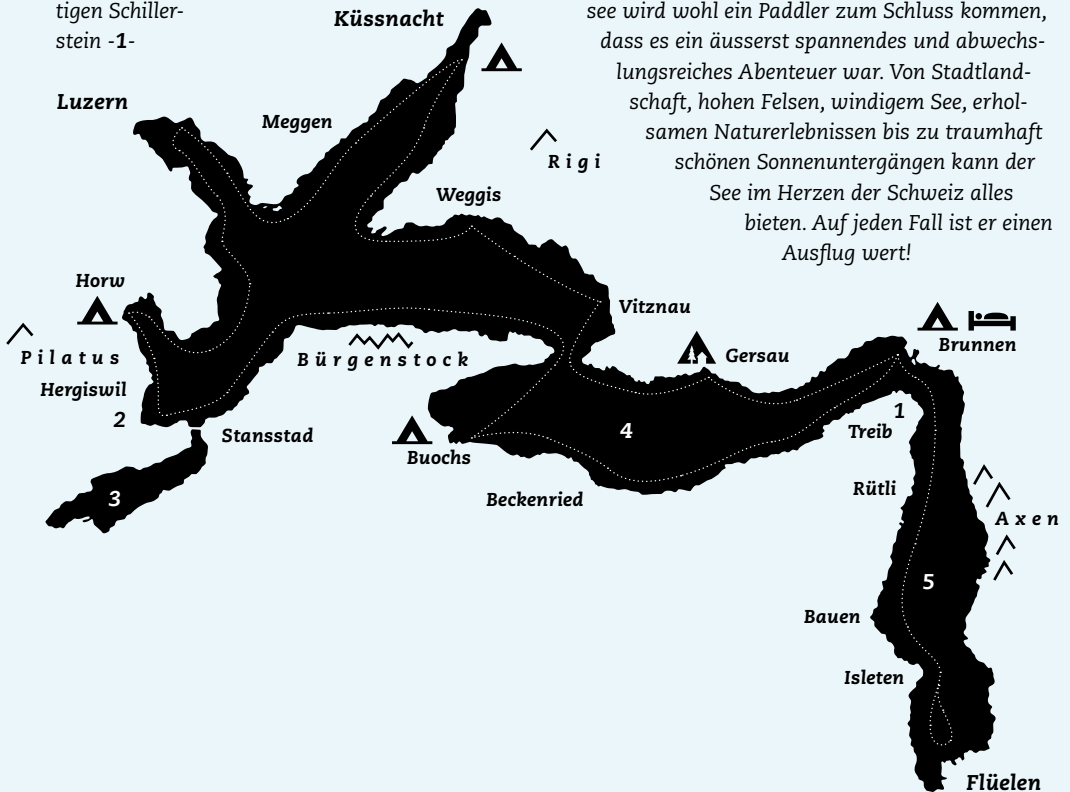 tigen Schiller-
stein -1-
see wird wohl ein Paddler zum Schluss kommen,
dass es ein äusserst spannendes und abwechs-
lungsreiches Abenteuer war. Von Stadtland-
schaft, hohen Felsen, windigem See, erhol-
samen Naturerlebnissen bis zu traumhaft
schönen Sonnenuntergängen kann der
See im Herzen der Schweiz alles
bieten. Auf jeden Fall ist er einen
Ausflug wert!
Küssnacht
Luzern
Meggen
Rigi
Weggis
Horw
Vitznau
Pilatus
Bürgenstock
Gersau
Brunnen
Hergiswil
2
Stansstad
4
1
Treib
Buochs
3
Beckenried
Rütli
Axen
5
Bauen
Isleten
Flüelen